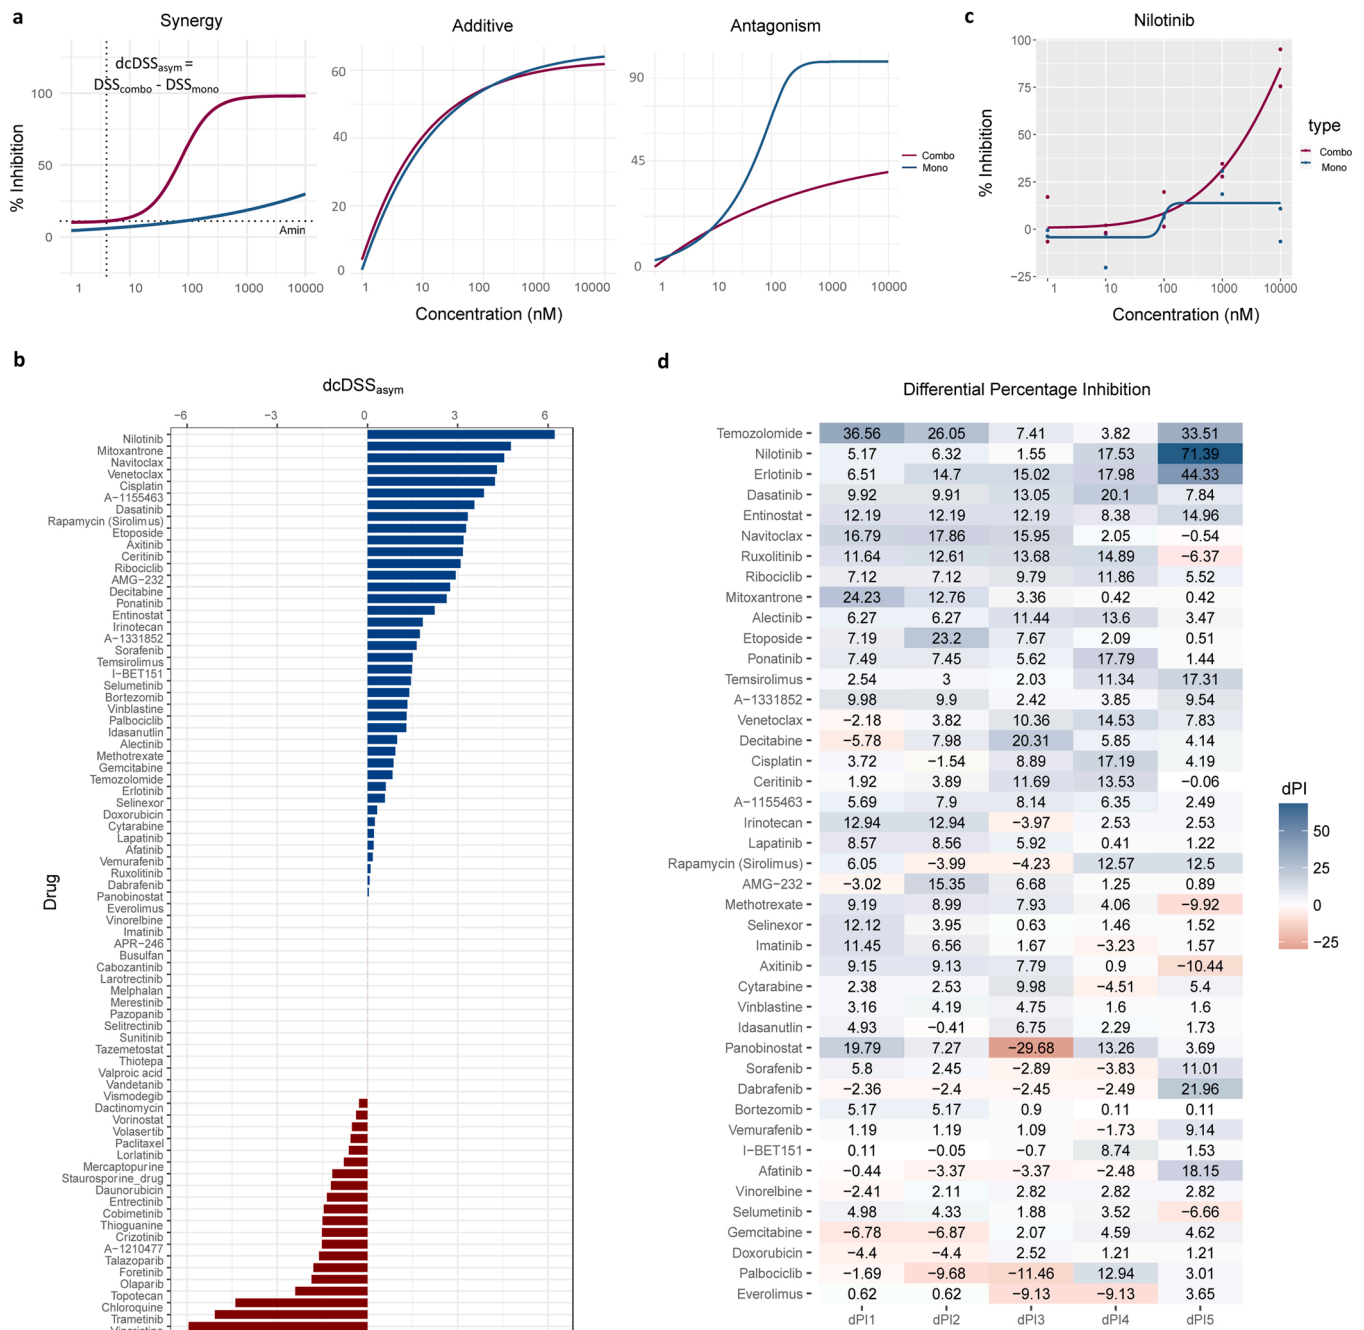 a
Synergy
dcDSSasym =
DSScombo - DSSmono
% Inhibition
100
50
0
Amin
1 10 100 1000 10000
Additive
60
40
20
0
1 10 100 1000 10000
Concentration (nM)
Antagonism
90
45
0
1 10 100 1000 10000
Combo
Mono
c
Nilotinib
% Inhibition
100
75
50
25
0
−25
1 10 100 1000 10000
Concentration (nM)
type
Combo
Mono
b
dcDSSasym
−6 −3 0 3 6
Drug
Nilotinib
Mitoxantrone
Navitoclax
Venetoclax
Cisplatin
A−1155463
Dasatinib
Rapamycin (Sirolimus)
Etoposide
Axitinib
Ceritinib
Ribociclib
AMG−232
Decitabine
Ponatinib
Entinostat
Irinotecan
A−1331852
Sorafenib
Temsirolimus
I−BET151
Selumetinib
Bortezomib
Vinblastine
Palbociclib
Idasanutlin
Alectinib
Methotrexate
Gemcitabine
Temozolomide
Erlotinib
Selinexor
Doxorubicin
Cytarabine
Lapatinib
Afatinib
Vemurafenib
Ruxolitinib
Dabrafenib
Panobinostat
Everolimus
Vinorelbine
Imatinib
APR−246
Busulfan
Cabozantinib
Larotrectinib
Melphalan
Merestinib
Pazopanib
Selitrectinib
Sunitinib
Tazemetostat
Thiotepa
Valproic acid
Vandetanib
Vismodegib
Dactinomycin
Vorinostat
Volasertib
Paclitaxel
Lorlatinib
Mercaptopurine
Staurosporine_drug
Daunorubicin
Entrectinib
Cobimetinib
Thioguanine
Crizotinib
A−1210477
Talazoparib
Foretinib
Olaparib
Topotecan
Chloroquine
Trametinib
d
Differential Percentage Inhibition
Temozolomide 36.56 26.05 7.41 3.82 33.51
Nilotinib 5.17 6.32 1.55 17.53 71.39
Erlotinib 6.51 14.7 15.02 17.98 44.33
Dasatinib 9.92 9.91 13.05 20.1 7.84
Entinostat 12.19 12.19 12.19 8.38 14.96
Navitoclax 16.79 17.86 15.95 2.05 −0.54
Ruxolitinib 11.64 12.61 13.68 14.89 −6.37
Ribociclib 7.12 7.12 9.79 11.86 5.52
Mitoxantrone 24.23 12.76 3.36 0.42 0.42
Alectinib 6.27 6.27 11.44 13.6 3.47
Etoposide 7.19 23.2 7.67 2.09 0.51
Ponatinib 7.49 7.45 5.62 17.79 1.44
Temsirolimus 2.54 3 2.03 11.34 17.31
A−1331852 9.98 9.9 2.42 3.85 9.54
Venetoclax −2.18 3.82 10.36 14.53 7.83
Decitabine −5.78 7.98 20.31 5.85 4.14
Cisplatin 3.72 −1.54 8.89 17.19 4.19
Ceritinib 1.92 3.89 11.69 13.53 −0.06
A−1155463 5.69 7.9 8.14 6.35 2.49
Irinotecan 12.94 12.94 −3.97 2.53 2.53
Lapatinib 8.57 8.56 5.92 0.41 1.22
Rapamycin (Sirolimus) 6.05 −3.99 −4.23 12.57 12.5
AMG−232 −3.02 15.35 6.68 1.25 0.89
Methotrexate 9.19 8.99 7.93 4.06 −9.92
Selinexor 12.12 3.95 0.63 1.46 1.52
Imatinib 11.45 6.56 1.67 −3.23 1.57
Axitinib 9.15 9.13 7.79 0.9 −10.44
Cytarabine 2.38 2.53 9.98 −4.51 5.4
Vinblastine 3.16 4.19 4.75 1.6 1.6
Idasanutlin 4.93 −0.41 6.75 2.29 1.73
Panobinostat 19.79 7.27 −29.68 13.26 3.69
Sorafenib 5.8 2.45 −2.89 −3.83 11.01
Dabrafenib −2.36 −2.4 −2.45 −2.49 21.96
Bortezomib 5.17 5.17 0.9 0.11 0.11
Vemurafenib 1.19 1.19 1.09 −1.73 9.14
I−BET151 0.11 −0.05 −0.7 8.74 1.53
Afatinib −0.44 −3.37 −3.37 −2.48 18.15
Vinorelbine −2.41 2.11 2.82 2.82 2.82
Selumetinib 4.98 4.33 1.88 3.52 −6.66
Gemcitabine −6.78 −6.87 2.07 4.59 4.62
Doxorubicin −4.4 −4.4 2.52 1.21 1.21
Palbociclib −1.69 −9.68 −11.46 12.94 3.01
Everolimus 0.62 0.62 −9.13 −9.13 3.65
dPI1 dPI2 dPI3 dPI4 dPI5
dPI
50
25
0
−25